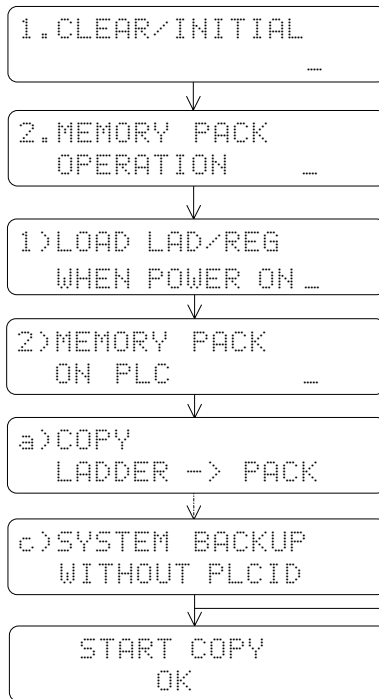 1.CLEAR/INITIAL
2.MEMORY PACK
OPERATION
1)LOAD LAD/REG
WHEN POWER ON
2)MEMORY PACK
ON PLC
a)COPY
LADDER -> PACK
c)SYSTEM BACKUP
WITHOUT PLCID
START COPY
OK